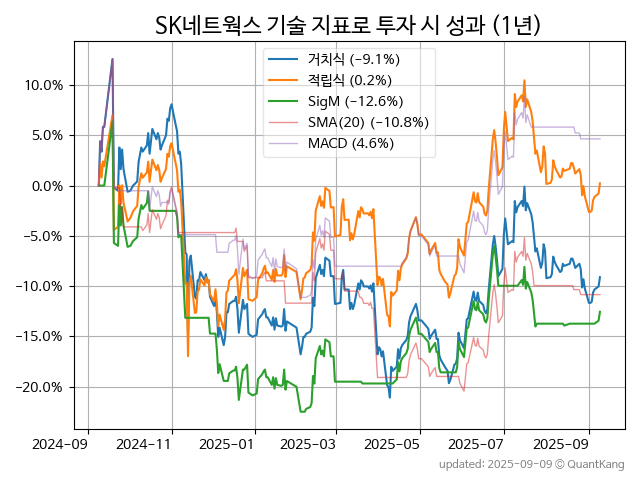 SK네트웍스 기술 지표로 투자 시 성과 (1년)
거치식 (−9.1%)
적립식 (0.2%)
SigM (−12.6%)
SMA(20) (−10.8%)
MACD (4.6%)
10.0%
5.0%
0.0%
−5.0%
−10.0%
−15.0%
−20.0%
2024-09 2024-11 2025-01 2025-03 2025-05 2025-07 2025-09
updated: 2025-09-09 © QuantKang